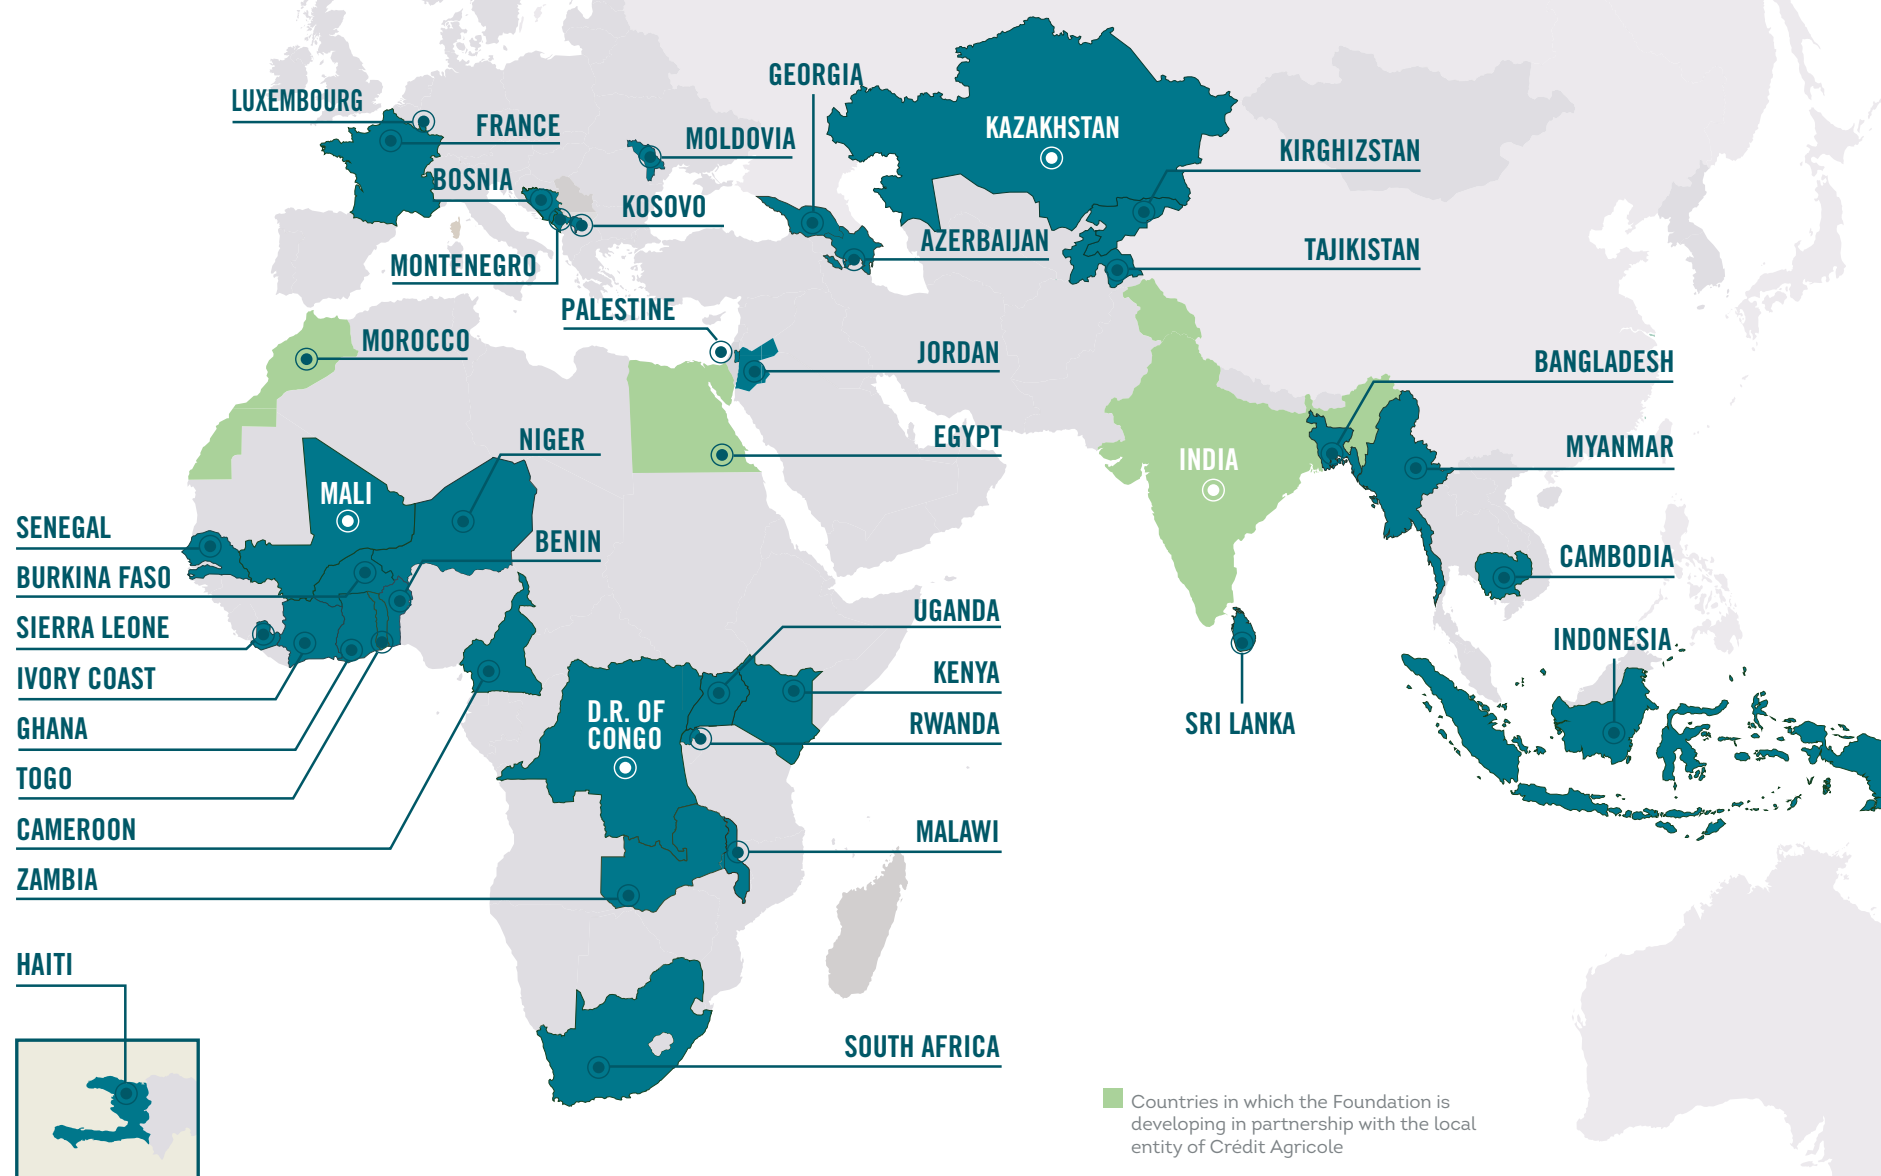 GEORGIA
LUXEMBOURG
FRANCE
MOLDOVIA
KAZAKHSTAN
KIRGHIZSTAN
BOSNIA
KOSOVO
AZERBAIJAN
TAJIKISTAN
MONTENEGRO
PALESTINE
MOROCCO
JORDAN
BANGLADESH
NIGER
EGYPT
MYANMAR
INDIA
MALI
SENEGAL
BENIN
CAMBODIA
BURKINA FASO
UGANDA
SIERRA LEONE
INDONESIA
IVORY COAST
KENYA
D.R. OF
CONGO
GHANA
RWANDA
SRI LANKA
TOGO
CAMEROON
MALAWI
ZAMBIA
HAITI
SOUTH AFRICA
Countries in which the Foundation is
developing in partnership with the local
entity of Crédit Agricole